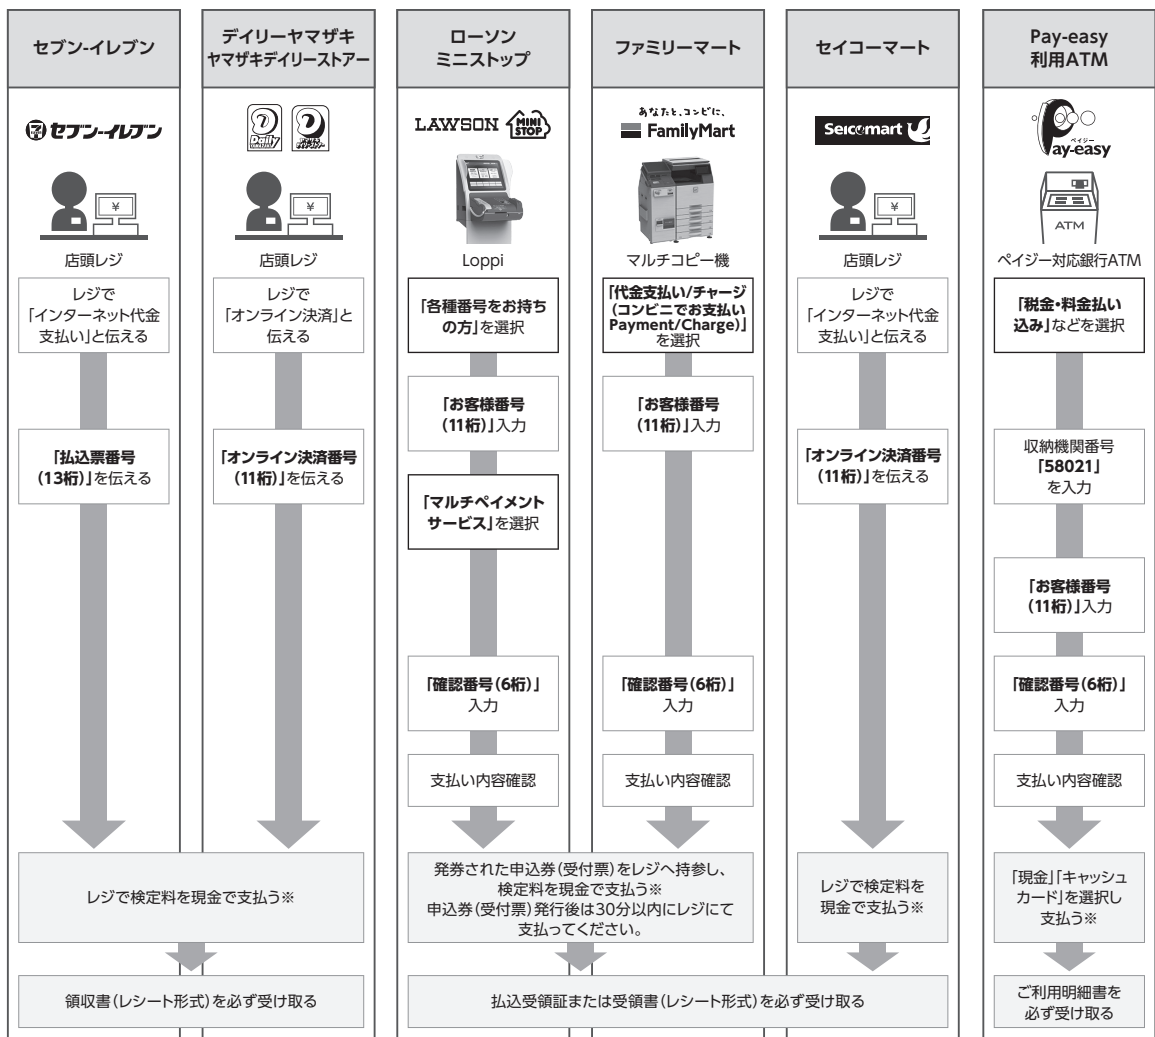 セブン-イレブン
デイリーヤマザキ
ヤマザキデイリーストアー
ローソン
ミニストップ
ファミリーマート
セイコーマート
Pay-easy
利用ATM
セブン-イレブン
Daily
LAWSON
MINI
STOP
あなたと、コンビに、
FamilyMart
Seicomart
ペイジー
Pay-easy
¥
¥
¥
ATM
店頭レジ
店頭レジ
Loppi
マルチコピー機
店頭レジ
ペイジー対応銀行ATM
レジで
「インターネット代金
支払い」と伝える
レジで
「オンライン決済」と
伝える
「各種番号をお持ち
の方」を選択
「代金支払い/チャージ
(コンビニでお支払い
Payment/Charge)」
を選択
レジで
「インターネット代金
支払い」と伝える
「税金・料金払い
込み」などを選択
「お客様番号
(11桁)」入力
「お客様番号
(11桁)」入力
「払込票番号
(13桁)」を伝える
「オンライン決済番号
(11桁)」を伝える
「オンライン決済番号
(11桁)」を伝える
収納機関番号
「58021」
を入力
「マルチペイメント
サービス」を選択
「お客様番号
(11桁)」入力
「確認番号(6桁)」
入力
「確認番号(6桁)」
入力
「確認番号(6桁)」
入力
支払い内容確認
支払い内容確認
支払い内容確認
レジで検定料を現金で支払う※
発券された申込券(受付票)をレジへ持参し、
検定料を現金で支払う※
申込券(受付票)発行後は30分以内にレジにて
支払ってください。
レジで検定料を
現金で支払う※
「現金」「キャッシュ
カード」を選択し
支払う※
領収書(レシート形式)を必ず受け取る
払込受領証または受領書(レシート形式)を必ず受け取る
ご利用明細書を
必ず受け取る